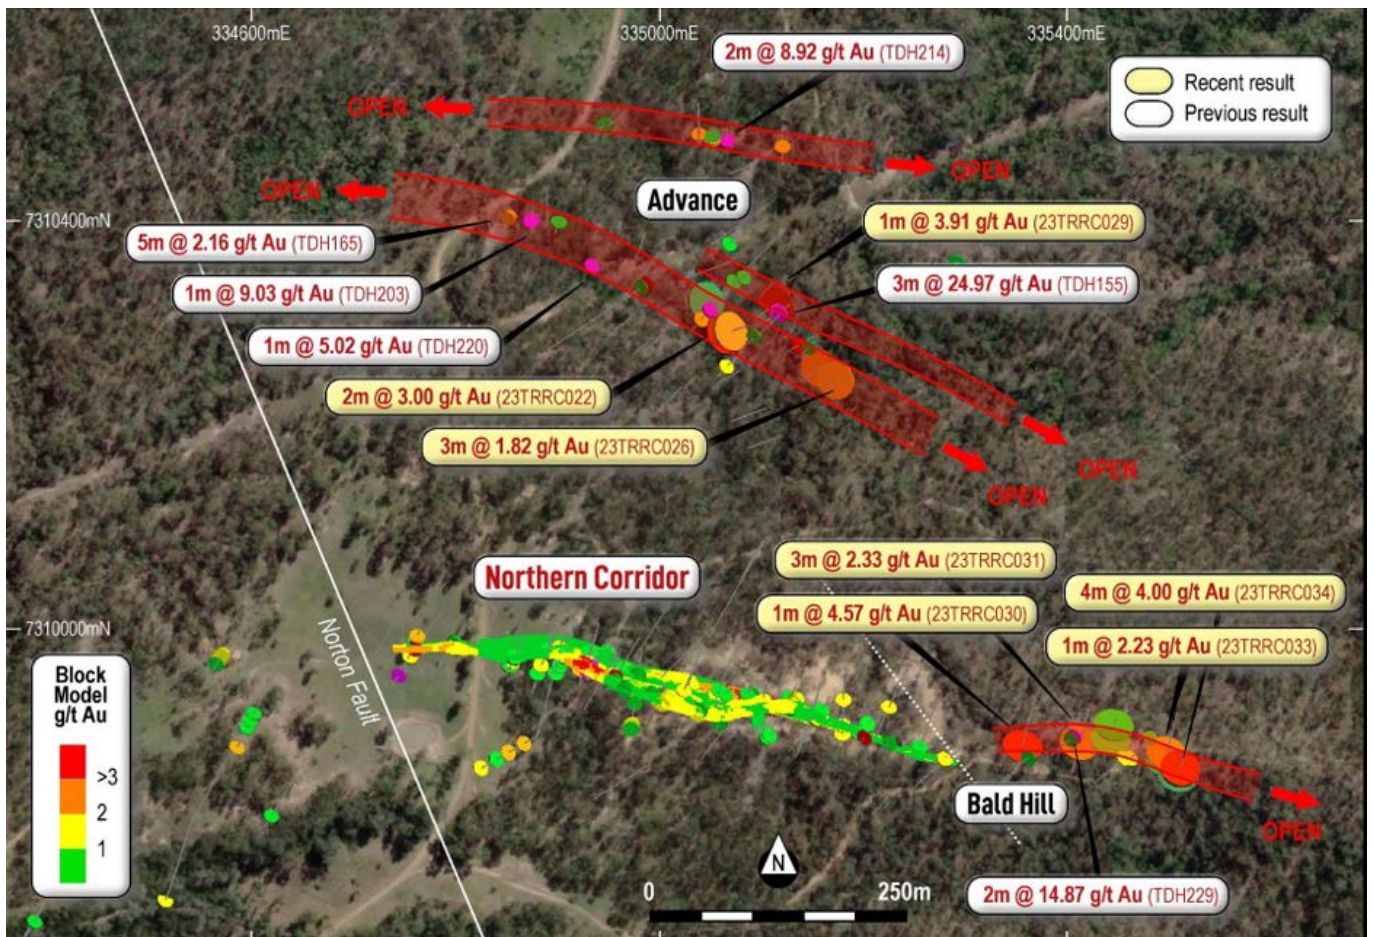 334600mE
335000mE
335400mE
2m @ 8.92 g/t Au (TDH214)
Recent result
Previous result
OPEN
OPEN
OPEN
Advance
7310400mN
1m @ 3.91 g/t Au (23TRRC029)
5m @ 2.16 g/t Au (TDH165)
3m @ 24.97 g/t Au (TDH155)
1m @ 9.03 g/t Au (TDH203)
1m @ 5.02 g/t Au (TDH220)
2m @ 3.00 g/t Au (23TRRC022)
3m @ 1.82 g/t Au (23TRRC026)
OPEN
OPEN
3m @ 2.33 g/t Au (23TRRC031)
Northern Corridor
4m @ 4.00 g/t Au (23TRRC034)
1m @ 4.57 g/t Au (23TRRC030)
7310000mN
1m @ 2.23 g/t Au (23TRRC033)
Norton Fault
Block
Model
g/t Au
>3
2
1
Bald Hill
OPEN
N
0
250m
2m @ 14.87 g/t Au (TDH229)